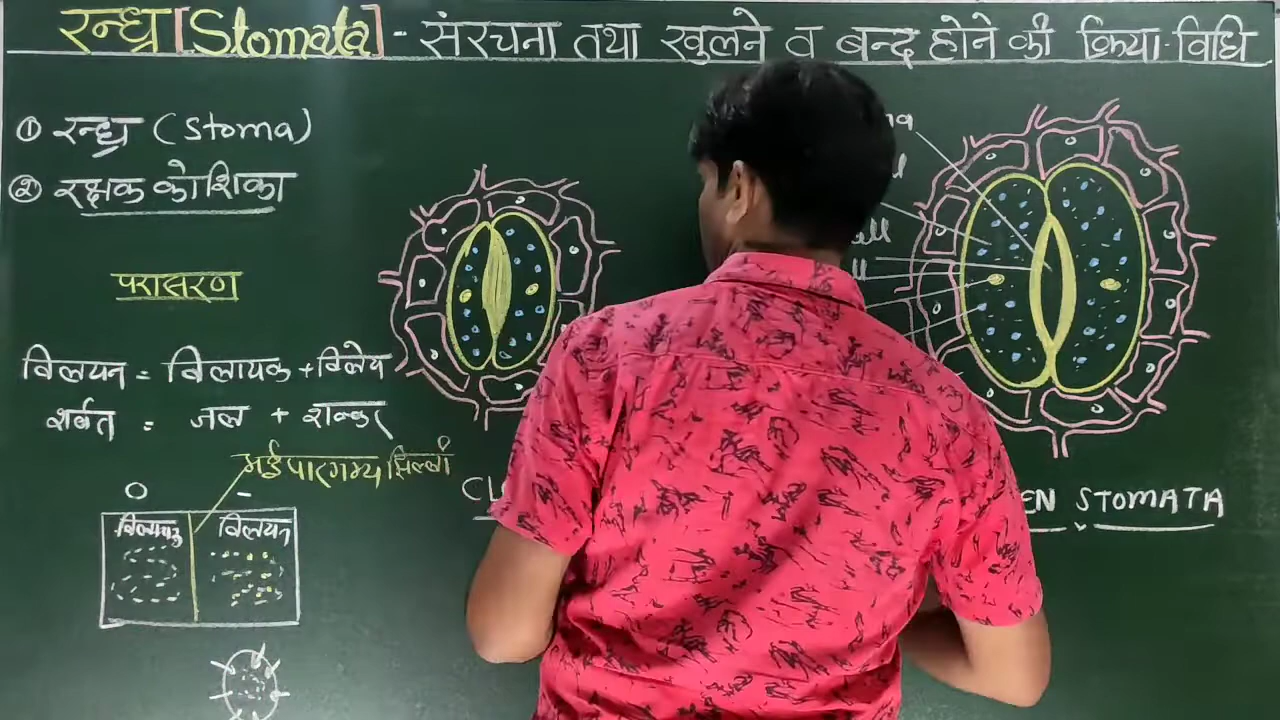 रन्ध्र [Stomata] - संरचना तथा खुलने व बन्द होने की क्रिया-विधि
① रन्ध्र (Stoma)
② रक्षक कोशिका
परासरण
विलयन = विलायक + विलेय
शर्बत = जल + शक्कर
अर्द्धपारगम्य झिल्ली
O -
विलायक विलयन
STOMATA